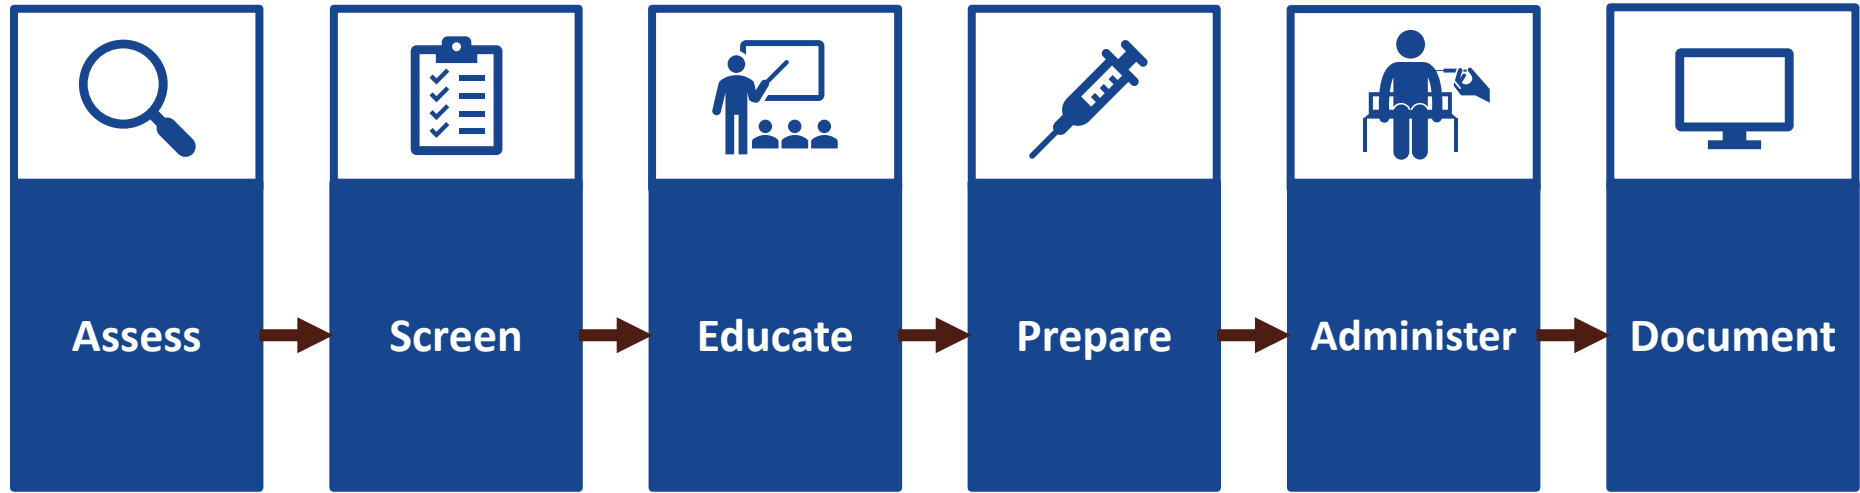 Assess
Screen
Educate
Prepare
Administer
Document